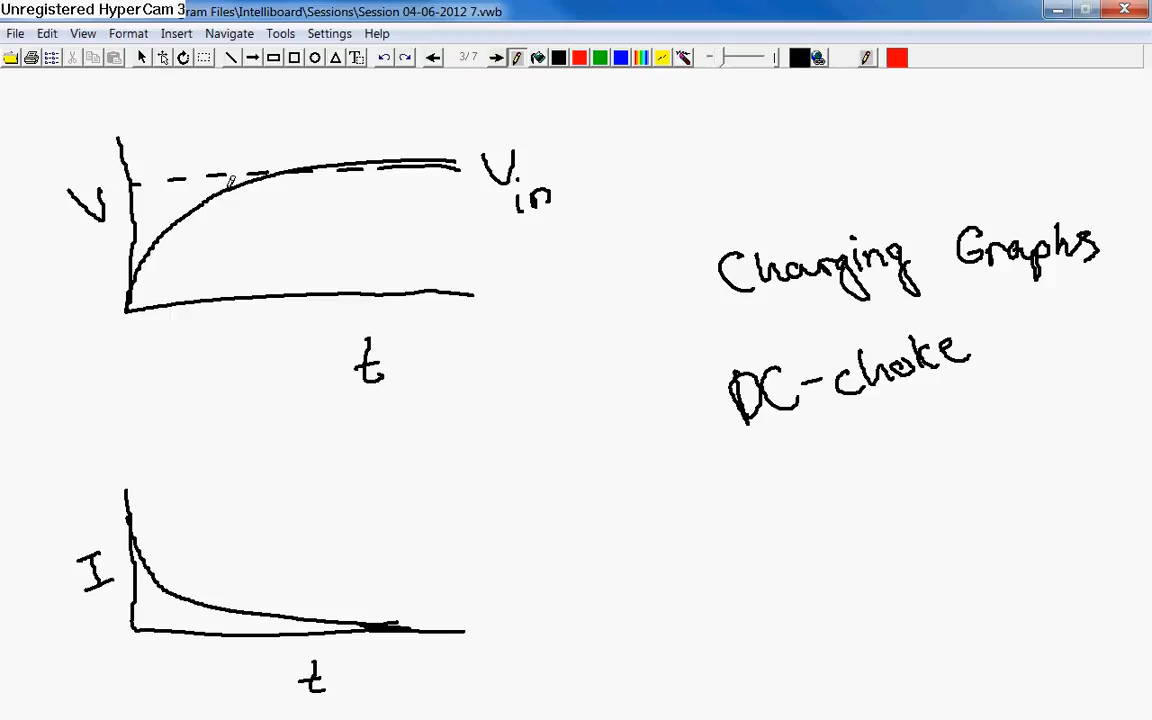 Unregistered HyperCam 3
ram Files\Intelliboard\Sessions\Session 04-06-2012 7.vwb
File Edit View Format Insert Navigate Tools Settings Help
3/7
V
Vin
t
Charging Graphs
DC-choke
I
t